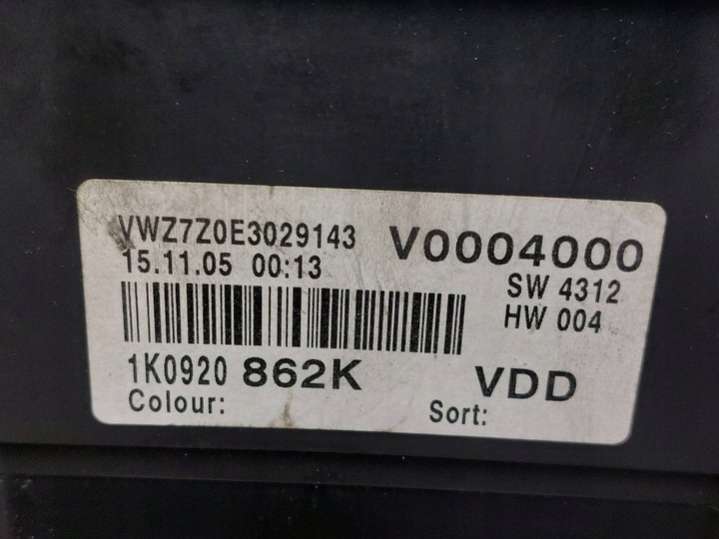 VWZ7Z0E3029143 V0004000
15.11.05 00:13 SW 4312
HW 004
1K0920 862K VDD
Colour: Sort: